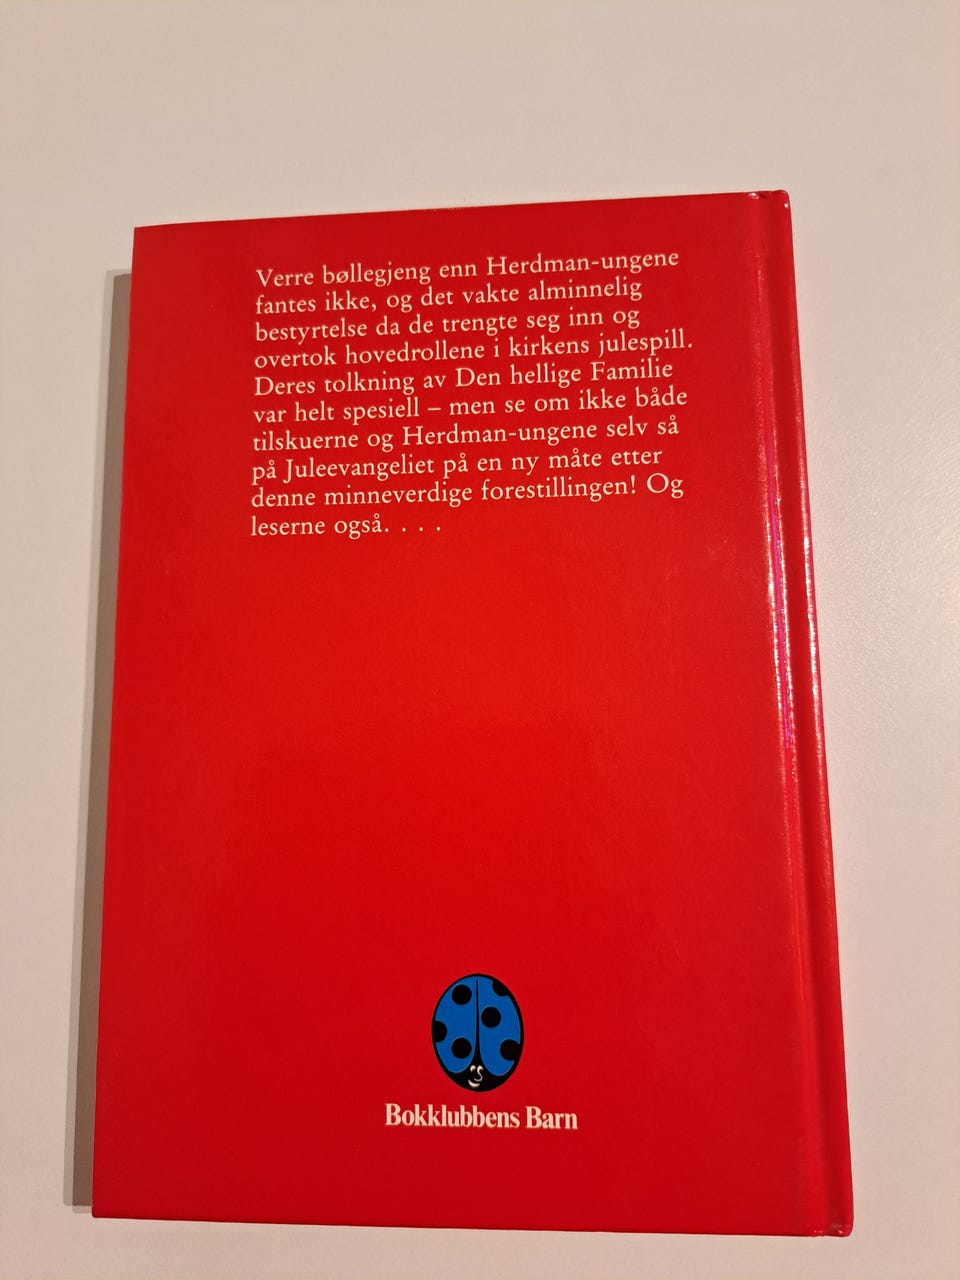 Verre bøllegjeng enn Herdman-ungene
fantes ikke, og det vakte alminnelig
bestyrtelse da de trengte seg inn og
overtok hovedrollene i kirkens julespill.
Deres tolkning av Den hellige Familie
var helt spesiell – men se om ikke både
tilskuerne og Herdman-ungene selv så
på Juleevangeliet på en ny måte etter
denne minneverdige forestillingen! Og
leserne også. . . .
Bokklubbens Barn